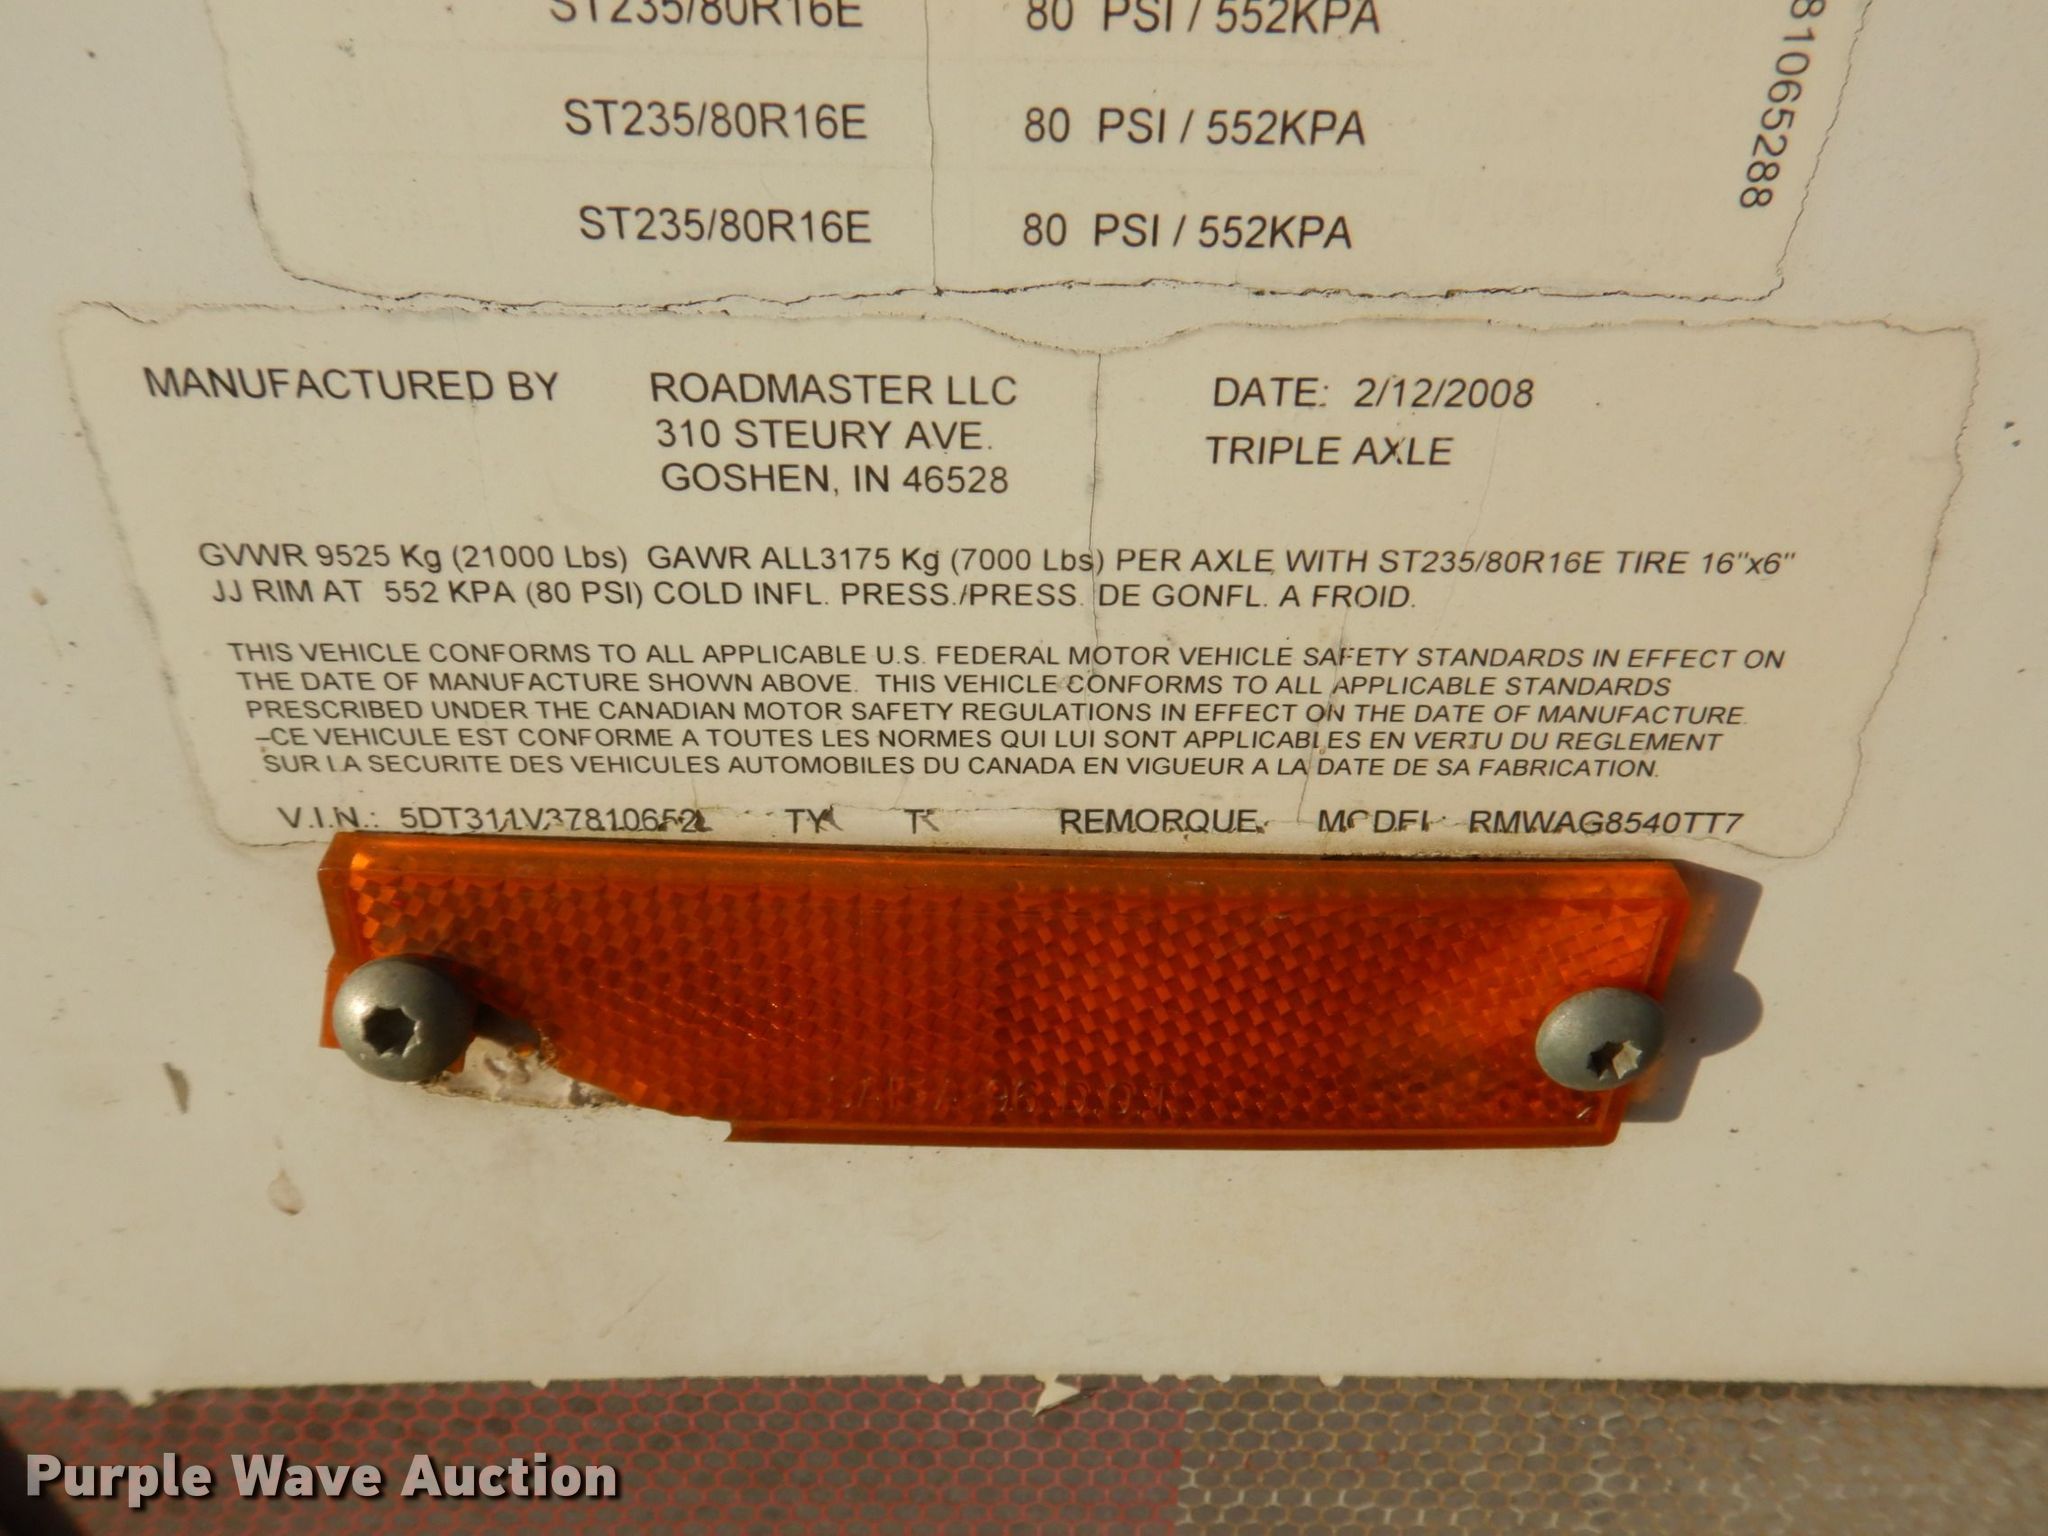 ST235/80R16E 80 PSI / 552KPA
ST235/80R16E 80 PSI / 552KPA
ST235/80R16E 80 PSI / 552KPA
81065288
MANUFACTURED BY ROADMASTER LLC DATE: 2/12/2008
310 STEURY AVE. TRIPLE AXLE
GOSHEN, IN 46528
GVWR 9525 Kg (21000 Lbs) GAWR ALL3175 Kg (7000 Lbs) PER AXLE WITH ST235/80R16E TIRE 16"x6"
JJ RIM AT 552 KPA (80 PSI) COLD INFL. PRESS./PRESS. DE GONFL. A FROID.
THIS VEHICLE CONFORMS TO ALL APPLICABLE U.S. FEDERAL MOTOR VEHICLE SAFETY STANDARDS IN EFFECT ON
THE DATE OF MANUFACTURE SHOWN ABOVE. THIS VEHICLE CONFORMS TO ALL APPLICABLE STANDARDS
PRESCRIBED UNDER THE CANADIAN MOTOR SAFETY REGULATIONS IN EFFECT ON THE DATE OF MANUFACTURE.
–CE VEHICULE EST CONFORME A TOUTES LES NORMES QUI LUI SONT APPLICABLES EN VERTU DU REGLEMENT
SUR LA SECURITE DES VEHICULES AUTOMOBILES DU CANADA EN VIGUEUR A LA DATE DE SA FABRICATION.
V.I.N.: REMORQUE MODEL: RMWAG8540TT7
Purple Wave Auction